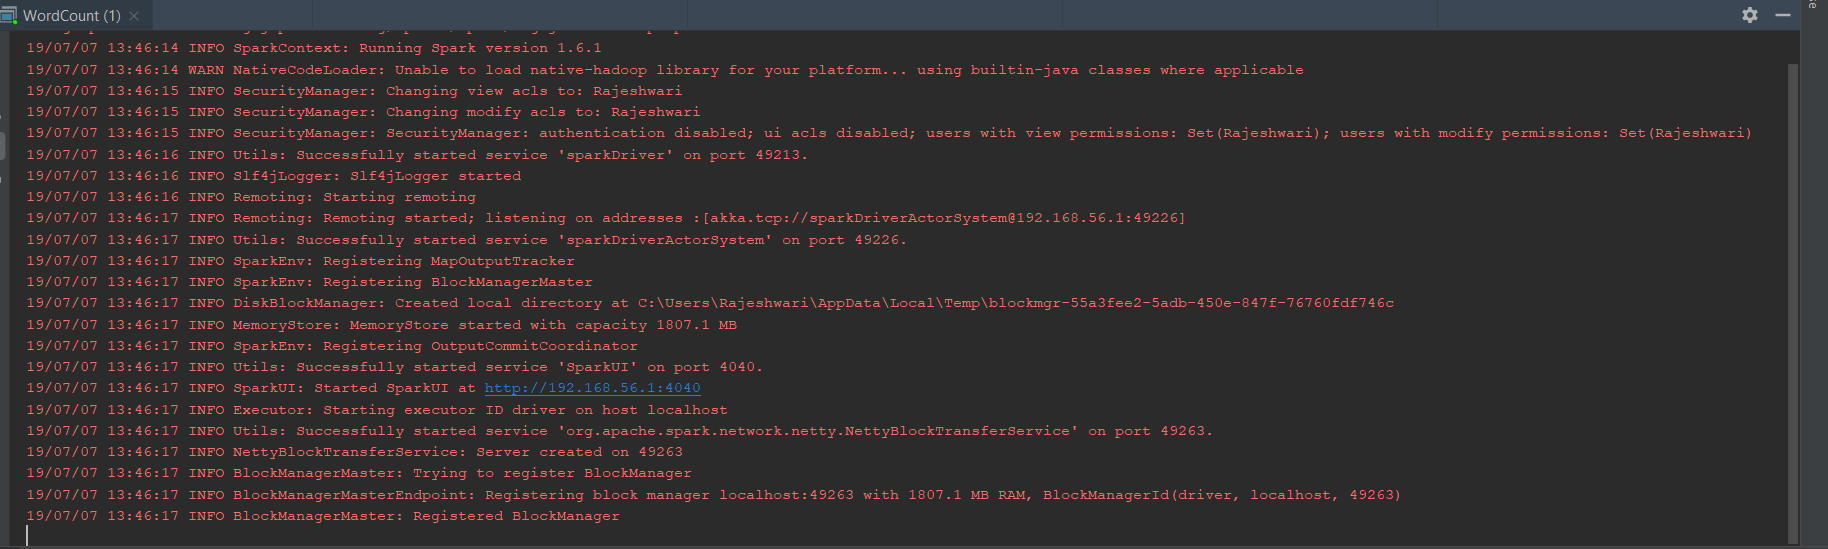 WordCount (1)
19/07/07 13:46:14 INFO SparkContext: Running Spark version 1.6.1
19/07/07 13:46:14 WARN NativeCodeLoader: Unable to load native-hadoop library for your platform... using builtin-java classes where applicable
19/07/07 13:46:15 INFO SecurityManager: Changing view acls to: Rajeshwari
19/07/07 13:46:15 INFO SecurityManager: Changing modify acls to: Rajeshwari
19/07/07 13:46:15 INFO SecurityManager: SecurityManager: authentication disabled; ui acls disabled; users with view permissions: Set(Rajeshwari); users with modify permissions: Set(Rajeshwari)
19/07/07 13:46:16 INFO Utils: Successfully started service 'sparkDriver' on port 49213.
19/07/07 13:46:16 INFO Slf4jLogger: Slf4jLogger started
19/07/07 13:46:16 INFO Remoting: Starting remoting
19/07/07 13:46:17 INFO Remoting: Remoting started; listening on addresses :[akka.tcp://sparkDriverActorSystem@192.168.56.1:49226]
19/07/07 13:46:17 INFO Utils: Successfully started service 'sparkDriverActorSystem' on port 49226.
19/07/07 13:46:17 INFO SparkEnv: Registering MapOutputTracker
19/07/07 13:46:17 INFO SparkEnv: Registering BlockManagerMaster
19/07/07 13:46:17 INFO DiskBlockManager: Created local directory at C:\Users\Rajeshwari\AppData\Local\Temp\blockmgr-55a3fee2-5adb-450e-847f-76760fdf746c
19/07/07 13:46:17 INFO MemoryStore: MemoryStore started with capacity 1807.1 MB
19/07/07 13:46:17 INFO SparkEnv: Registering OutputCommitCoordinator
19/07/07 13:46:17 INFO Utils: Successfully started service 'SparkUI' on port 4040.
19/07/07 13:46:17 INFO SparkUI: Started SparkUI at http://192.168.56.1:4040
19/07/07 13:46:17 INFO Executor: Starting executor ID driver on host localhost
19/07/07 13:46:17 INFO Utils: Successfully started service 'org.apache.spark.network.netty.NettyBlockTransferService' on port 49263.
19/07/07 13:46:17 INFO NettyBlockTransferService: Server created on 49263
19/07/07 13:46:17 INFO BlockManagerMaster: Trying to register BlockManager
19/07/07 13:46:17 INFO BlockManagerMasterEndpoint: Registering block manager localhost:49263 with 1807.1 MB RAM, BlockManagerId(driver, localhost, 49263)
19/07/07 13:46:17 INFO BlockManagerMaster: Registered BlockManager